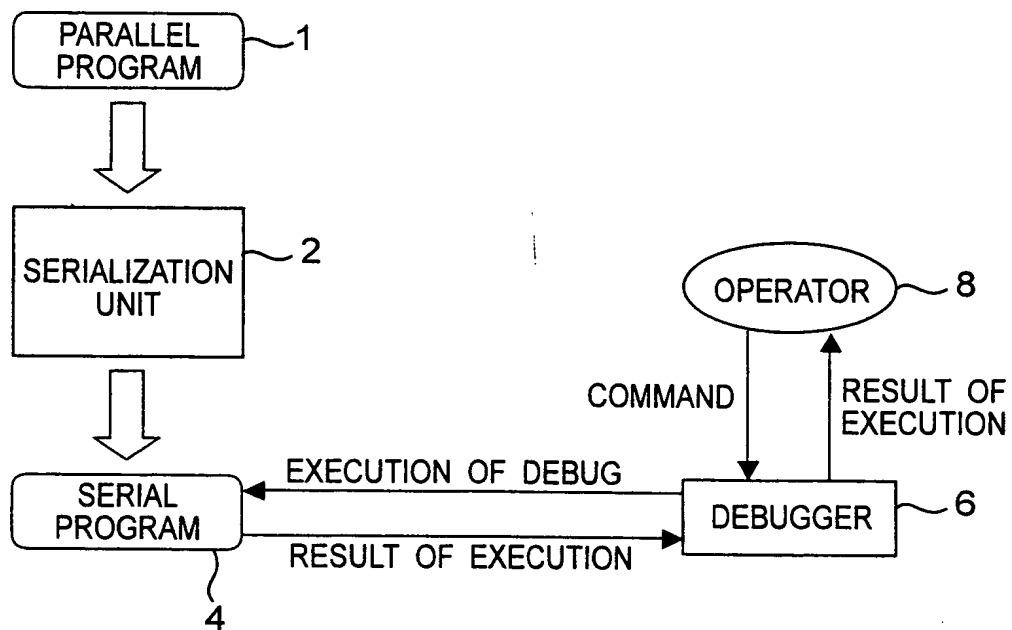 PARALLEL
PROGRAM
1
SERIALIZATION
UNIT
2
OPERATOR
8
COMMAND
RESULT OF
EXECUTION
EXECUTION OF DEBUG
SERIAL
PROGRAM
4
DEBUGGER
6
RESULT OF EXECUTION